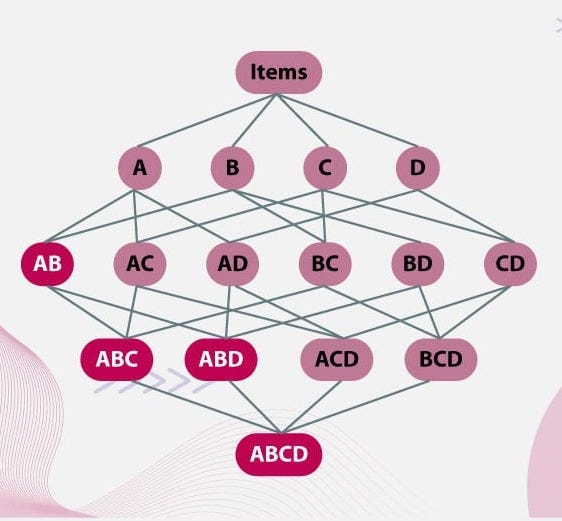 Items
A B C D
AB AC AD BC BD CD
ABC ABD ACD BCD
ABCD